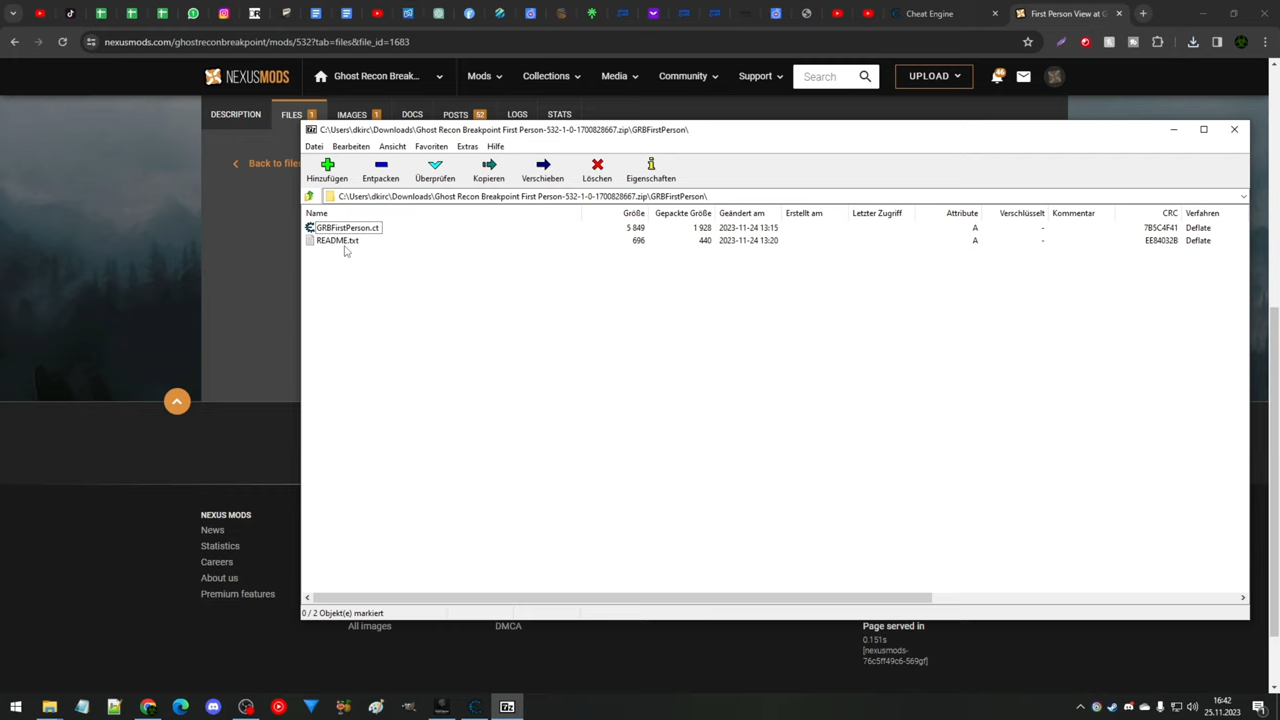 Cheat Engine
First Person View at G
nexusmods.com/ghostreconbreakpoint/mods/532?tab=files&file_id=1683
NEXUSMODS
Ghost Recon Break...
Mods
Collections
Media
Community
Support
Search
UPLOAD
DESCRIPTION
FILES 1
IMAGES 1
DOCS
POSTS 52
LOGS
STATS
C:\Users\dkirc\Downloads\Ghost Recon Breakpoint First Person-532-1-0-1700828667.zip\GRBFirstPerson\
Datei Bearbeiten Ansicht Favoriten Extras Hilfe
Back to files
Hinzufügen Entpacken Überprüfen Kopieren Verschieben Löschen Eigenschaften
C:\Users\dkirc\Downloads\Ghost Recon Breakpoint First Person-532-1-0-1700828667.zip\GRBFirstPerson\
Name Größe Gepackte Größe Geändert am Erstellt am Letzter Zugriff Attribute Verschlüsselt Kommentar CRC Verfahren
GRBFirstPerson.ct 5 849 1 928 2023-11-24 13:15 A - 7B5C4F41 Deflate
README.txt 696 440 2023-11-24 13:20 A - EE84032B Deflate
NEXUS MODS
News
Statistics
Careers
About us
Premium features
0 / 2 Objekt(e) markiert
All images
DMCA
Page served in
0.151s
[nexusmods-
76c5ff49c6-569gf]
16:42
25.11.2023